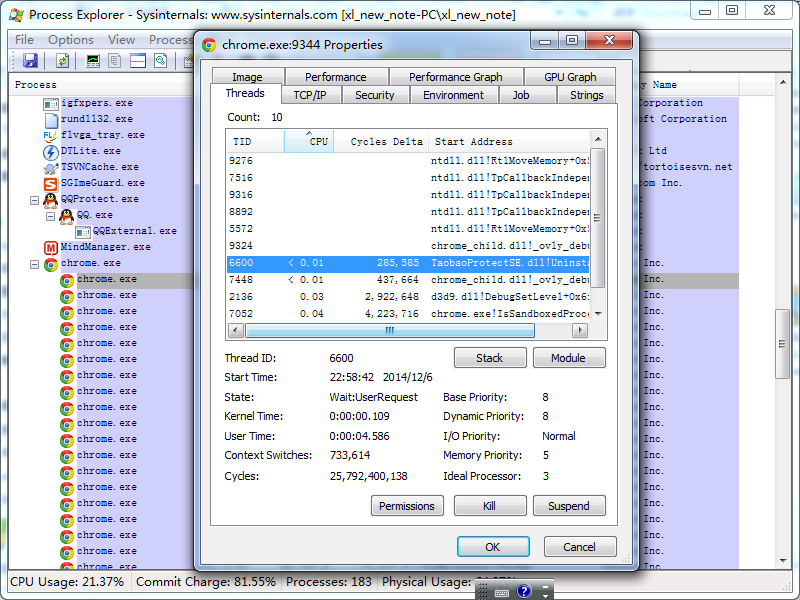 Process Explorer - Sysinternals: www.sysinternals.com [xl_new_note-PC\xl_new_note]
File Options View Process
Process
y Name
igfxpers.exe
Corporation
rundll32.exe
oft Corporation
flvga_tray.exe
DTLite.exe
t Ltd
TSVNCache.exe
/tortoisesvn.net
SGImeGuard.exe
com Inc.
QQProtect.exe
QQ.exe
QQExternal.exe
MindManager.exe
chrome.exe
Inc.
chrome.exe
Inc.
chrome.exe
Inc.
chrome.exe
Inc.
chrome.exe
Inc.
chrome.exe
Inc.
chrome.exe
Inc.
chrome.exe
Inc.
chrome.exe
Inc.
chrome.exe
Inc.
chrome.exe
Inc.
chrome.exe
Inc.
chrome.exe
Inc.
chrome.exe
Inc.
chrome.exe
Inc.
chrome.exe
Inc.
chrome.exe
Inc.
chrome.exe
Inc.
chrome.exe
Inc.
chrome.exe
Inc.
chrome.exe:9344 Properties
Image Performance Performance Graph GPU Graph
Threads TCP/IP Security Environment Job Strings
Count: 10
TID CPU Cycles Delta Start Address
9276 ntdll.dll!RtlMoveMemory+0x5
7516 ntdll.dll!TpCallbackIndepen
9316 ntdll.dll!TpCallbackIndepen
8892 ntdll.dll!TpCallbackIndepen
5572 ntdll.dll!RtlMoveMemory+0x5
9324 chrome_child.dll!_ovly_debu
6600 < 0.01 285,585 TaobaoProtectSE.dll!Uninsta
7448 < 0.01 437,664 chrome_child.dll!_ovly_debu
2136 0.03 2,922,648 d3d9.dll!DebugSetLevel+0x6
7052 0.04 4,223,716 chrome.exe!IsSandboxedProc
Thread ID: 6600 Stack Module
Start Time: 22:58:42 2014/12/6
State: Wait:UserRequest Base Priority: 8
Kernel Time: 0:00:00.109 Dynamic Priority: 8
User Time: 0:00:04.586 I/O Priority: Normal
Context Switches: 733,614 Memory Priority: 5
Cycles: 25,792,400,138 Ideal Processor: 3
Permissions Kill Suspend
OK Cancel
CPU Usage: 21.37% Commit Charge: 81.55% Processes: 183 Physical Usage: